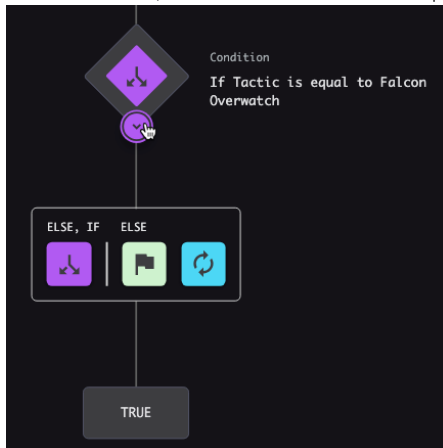 Condition
If Tactic is equal to Falcon
Overwatch
ELSE, IF ELSE
TRUE